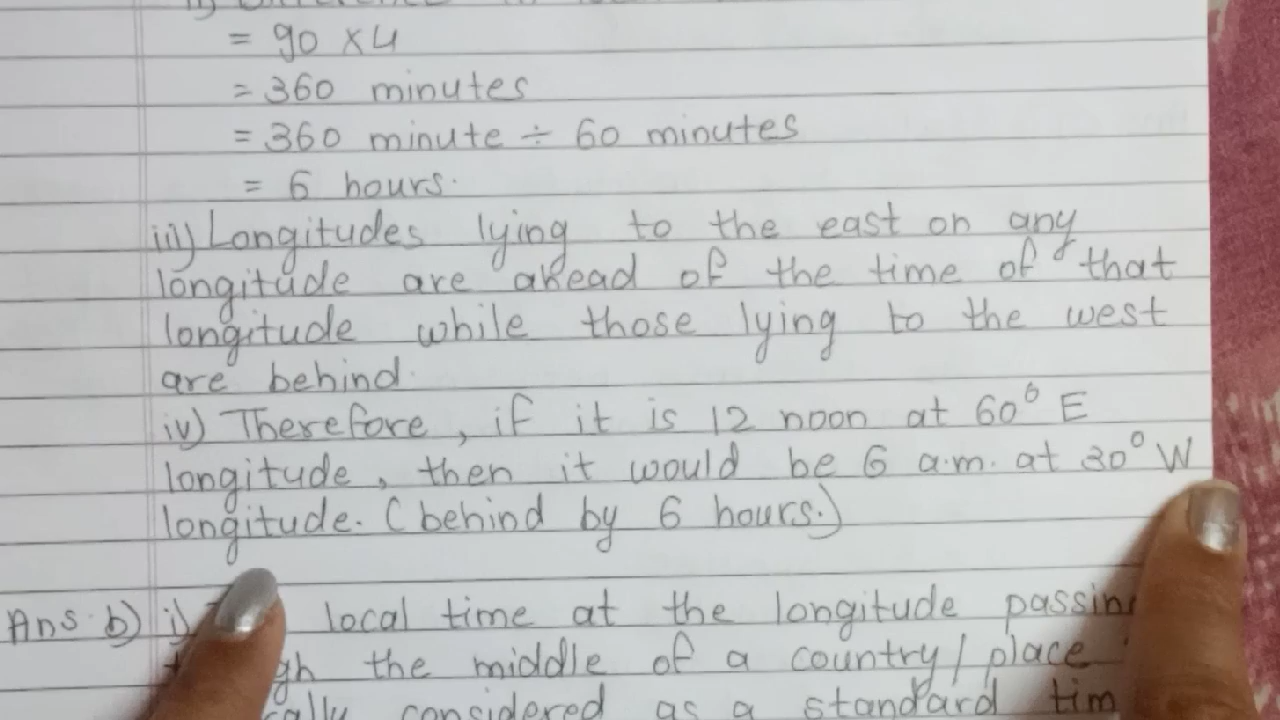 = 90 x 4
= 360 minutes
= 360 minute ÷ 60 minutes
= 6 hours.
iii) Longitudes lying to the east on any
longitude are ahead of the time of that
longitude while those lying to the west
are behind.
iv) Therefore, if it is 12 noon at 60° E
longitude, then it would be 6 a.m. at 30° W
longitude. (behind by 6 hours.)
Ans. b) i) local time at the longitude
the middle of a country/place
considered as a standard